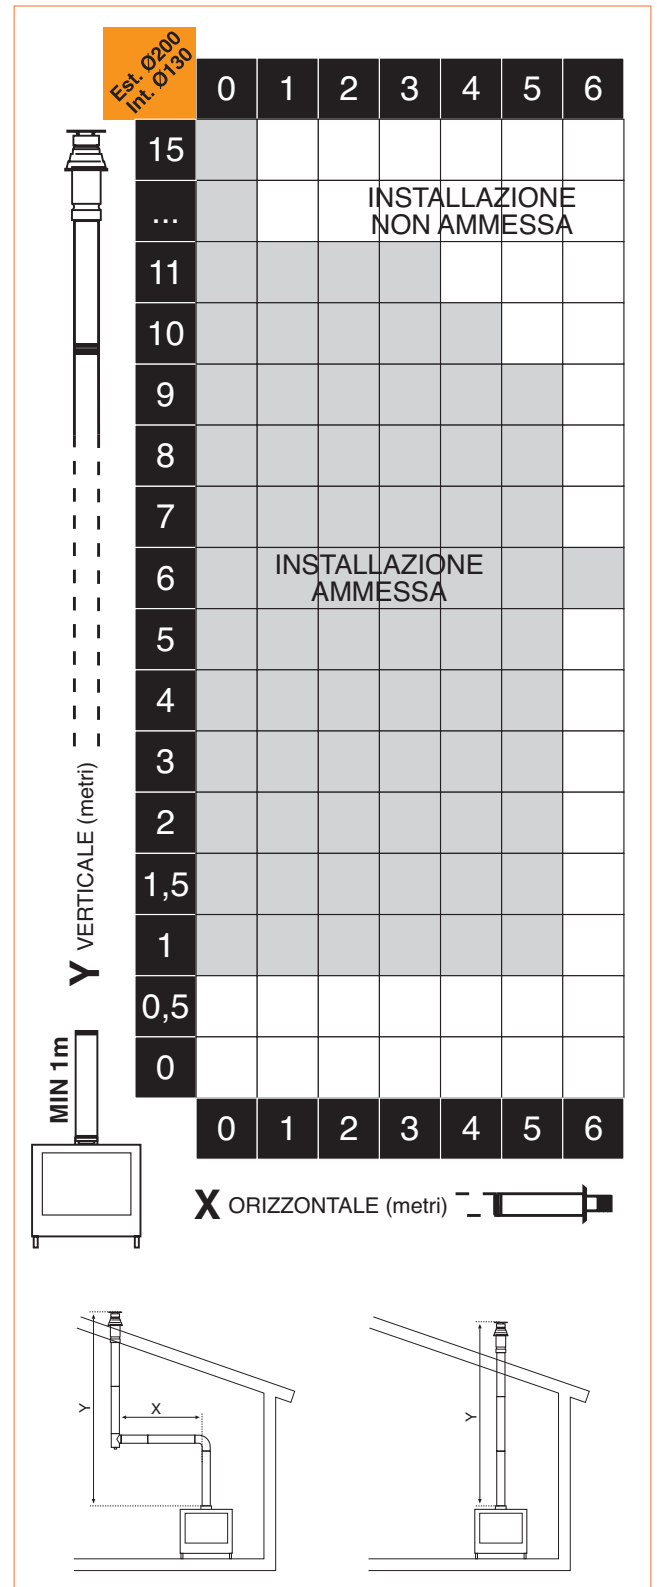 Est. Ø200
Int. Ø130
0 1 2 3 4 5 6
15
...
INSTALLAZIONE
NON AMMESSA
11
10
9
8
7
6
INSTALLAZIONE
AMMESSA
5
4
3
2
1,5
1
0,5
0
Y VERTICALE (metri)
MIN 1m
0 1 2 3 4 5 6
X ORIZZONTALE (metri)
Y
X
Y